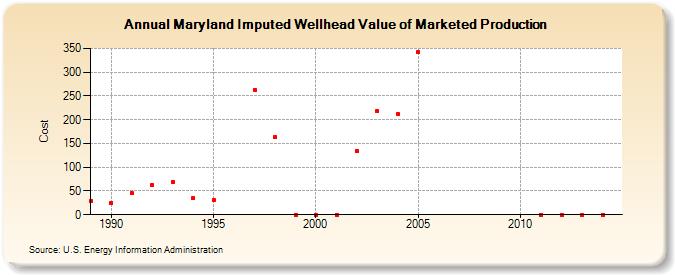 Annual Maryland Imputed Wellhead Value of Marketed Production
Cost
350
300
250
200
150
100
50
0
1990 1995 2000 2005 2010
Source: U.S. Energy Information Administration